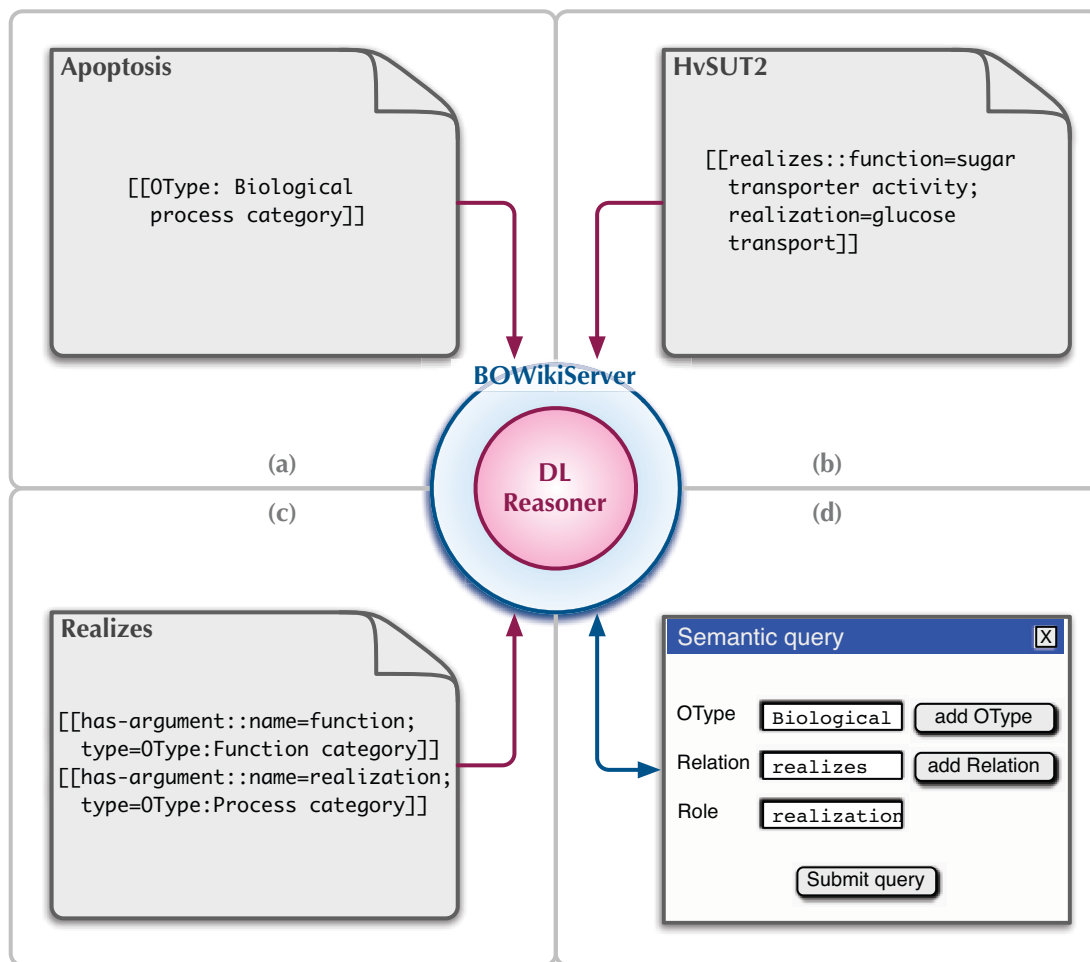 Apoptosis
[[OType: Biological
process category]]
(a)
HvSUT2
[[realizes::function=sugar
transporter activity;
realization=glucose
transport]]
(b)
BOWikiServer
DL
Reasoner
(c)
Realizes
[[has-argument::name=function;
type=OType:Function category]]
[[has-argument::name=realization;
type=OType:Process category]]
(d)
Semantic query X
OType Biological add OType
Relation realizes add Relation
Role realization
Submit query